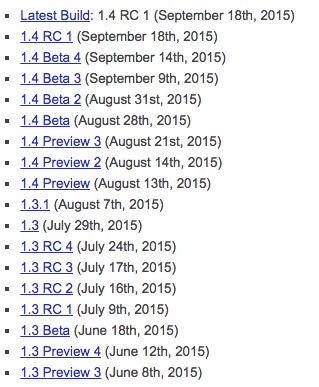 Latest Build: 1.4 RC 1 (September 18th, 2015)
1.4 RC 1 (September 18th, 2015)
1.4 Beta 4 (September 14th, 2015)
1.4 Beta 3 (September 9th, 2015)
1.4 Beta 2 (August 31st, 2015)
1.4 Beta (August 28th, 2015)
1.4 Preview 3 (August 21st, 2015)
1.4 Preview 2 (August 14th, 2015)
1.4 Preview (August 13th, 2015)
1.3.1 (August 7th, 2015)
1.3 (July 29th, 2015)
1.3 RC 4 (July 24th, 2015)
1.3 RC 3 (July 17th, 2015)
1.3 RC 2 (July 16th, 2015)
1.3 RC 1 (July 9th, 2015)
1.3 Beta (June 18th, 2015)
1.3 Preview 4 (June 12th, 2015)
1.3 Preview 3 (June 8th, 2015)